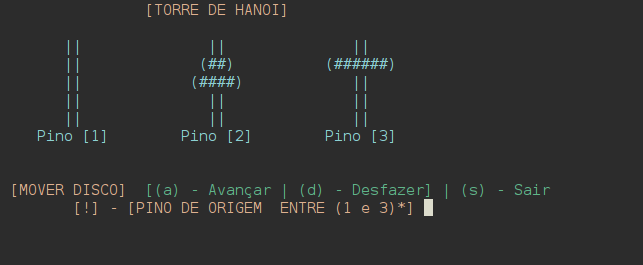 [TORRE DE HANOI]
|| || ||
|| (##) (######)
|| (####) ||
|| || ||
|| || ||
Pino [1] Pino [2] Pino [3]
[MOVER DISCO] [(a) - Avançar | (d) - Desfazer] | (s) - Sair
[!] - [PINO DE ORIGEM ENTRE (1 e 3)*]